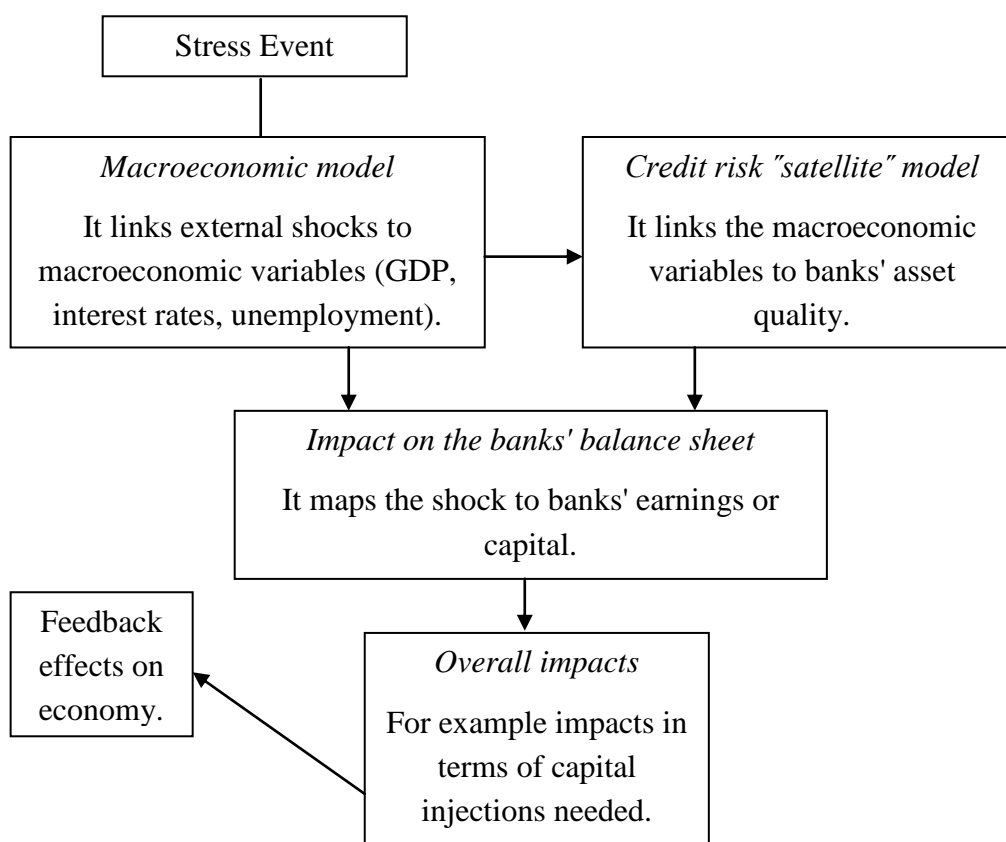 Stress Event
Macroeconomic model
It links external shocks to
macroeconomic variables (GDP,
interest rates, unemployment).
Credit risk ˝satellite˝ model
It links the macroeconomic
variables to banks' asset
quality.
Impact on the banks' balance sheet
It maps the shock to banks' earnings or
capital.
Feedback
effects on
economy.
Overall impacts
For example impacts in
terms of capital
injections needed.